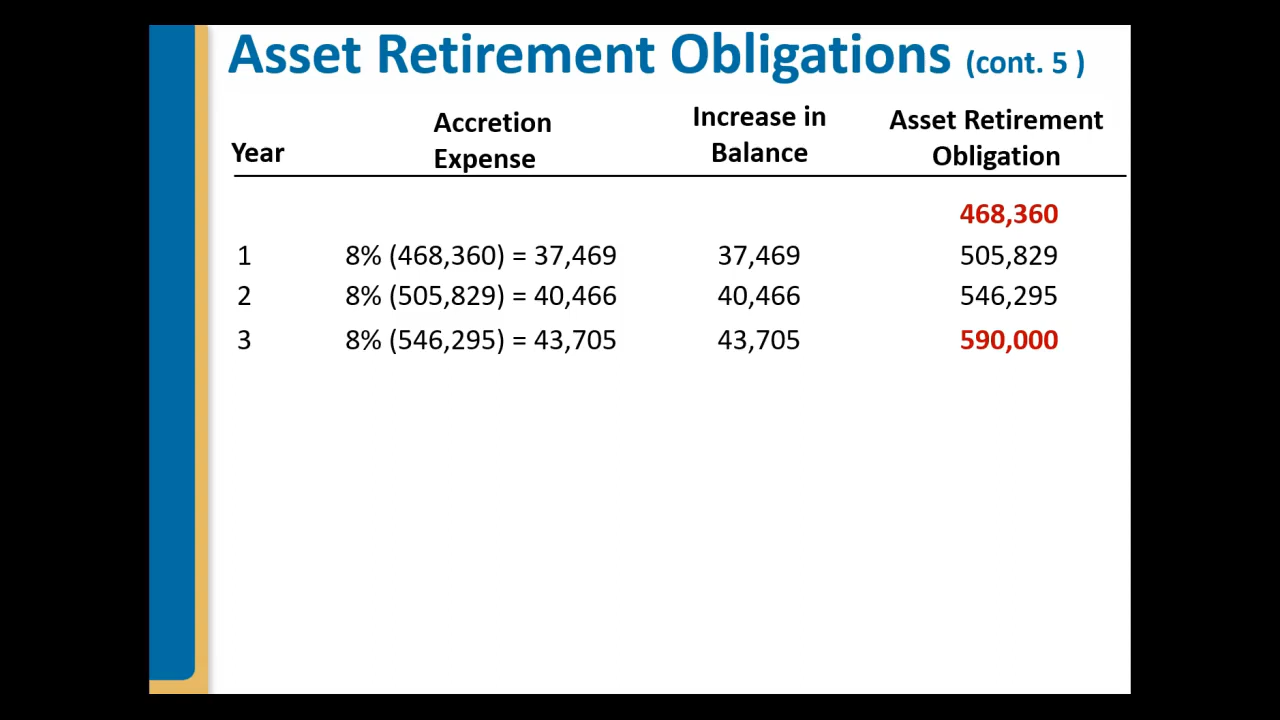 Asset Retirement Obligations (cont. 5 )
Year Accretion Expense Increase in Balance Asset Retirement Obligation
468,360
1 8% (468,360) = 37,469 37,469 505,829
2 8% (505,829) = 40,466 40,466 546,295
3 8% (546,295) = 43,705 43,705 590,000